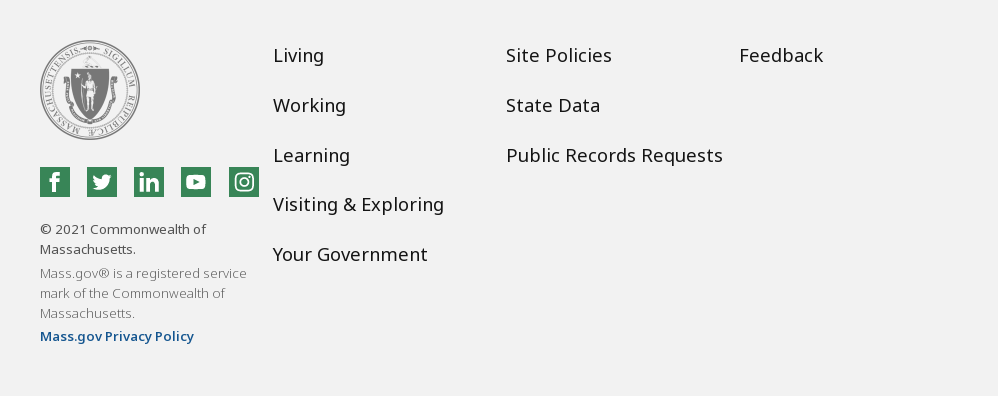 SIGILLUM REIPUBLICÆ MASSACHUSETTENSIS
Living
Working
Learning
Visiting & Exploring
Your Government
Site Policies
State Data
Public Records Requests
Feedback
© 2021 Commonwealth of
Massachusetts.
Mass.gov® is a registered service
mark of the Commonwealth of
Massachusetts.
Mass.gov Privacy Policy